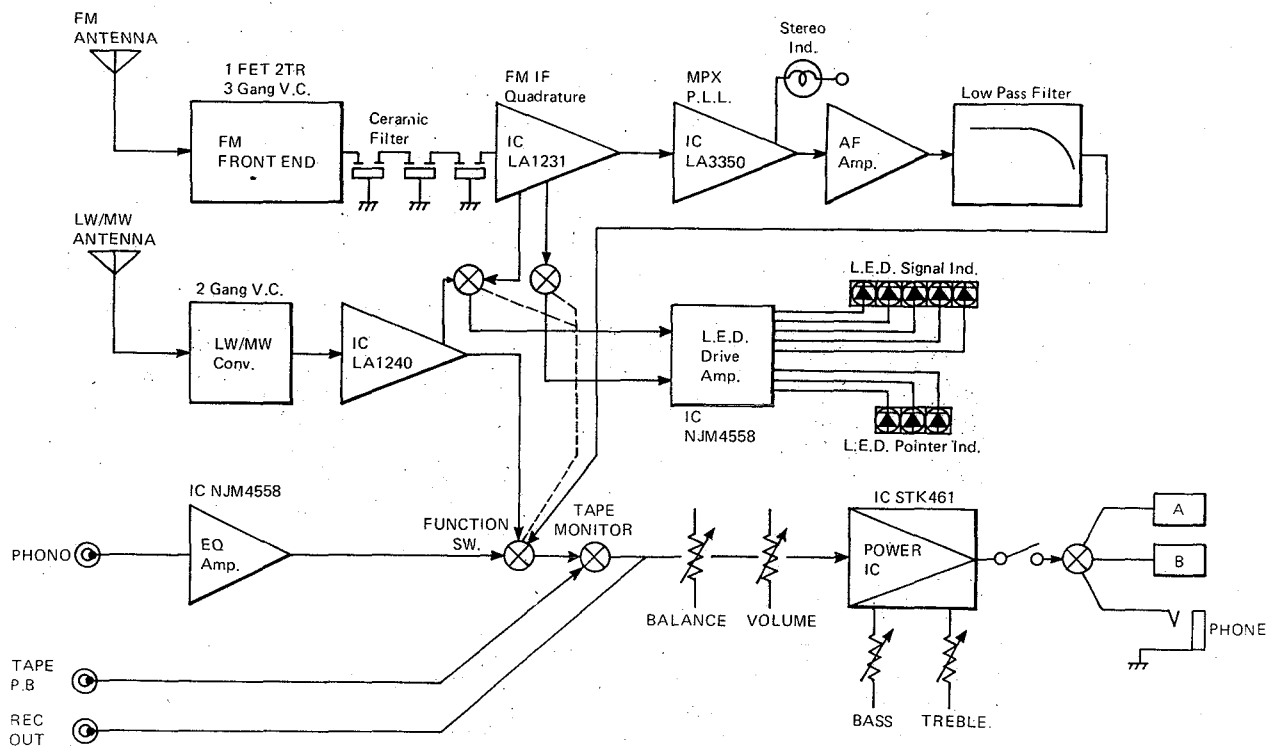 FM
ANTENNA
1 FET 2TR
3 Gang V.C.
FM
FRONT END
Ceramic
Filter
FM IF
Quadrature
IC
LA1231
MPX
P.L.L.
IC
LA3350
Stereo
Ind.
AF
Amp.
Low Pass Filter
LW/MW
ANTENNA
2 Gang V.C.
LW/MW
Conv.
IC
LA1240
L.E.D.
Drive
Amp.
IC
NJM4558
L.E.D. Signal Ind.
L.E.D. Pointer Ind.
IC NJM4558
PHONO
EQ
Amp.
FUNCTION
SW.
TAPE
MONITOR
BALANCE
VOLUME
IC STK461
POWER
IC
BASS
TREBLE.
A
B
PHONE
TAPE
P.B
REC
OUT